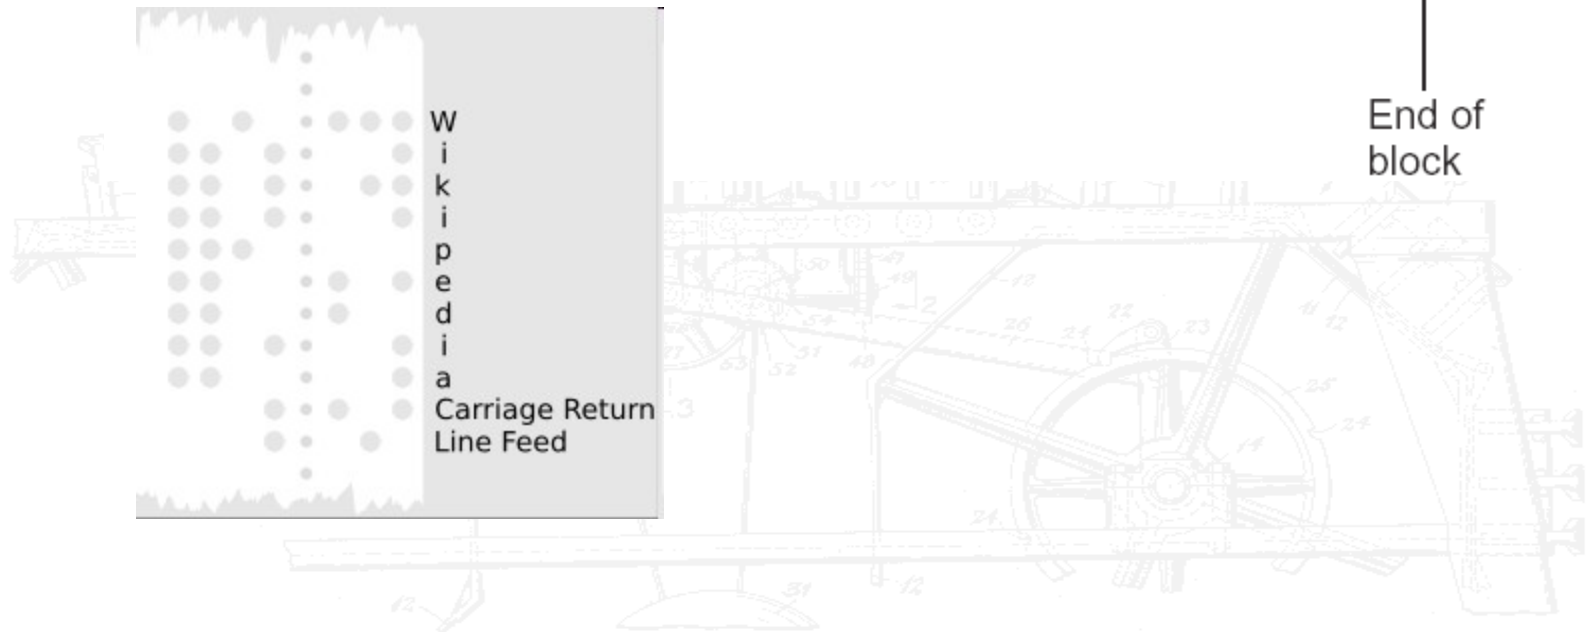 W
i
k
i
p
e
d
i
a
Carriage Return
Line Feed
End of
block